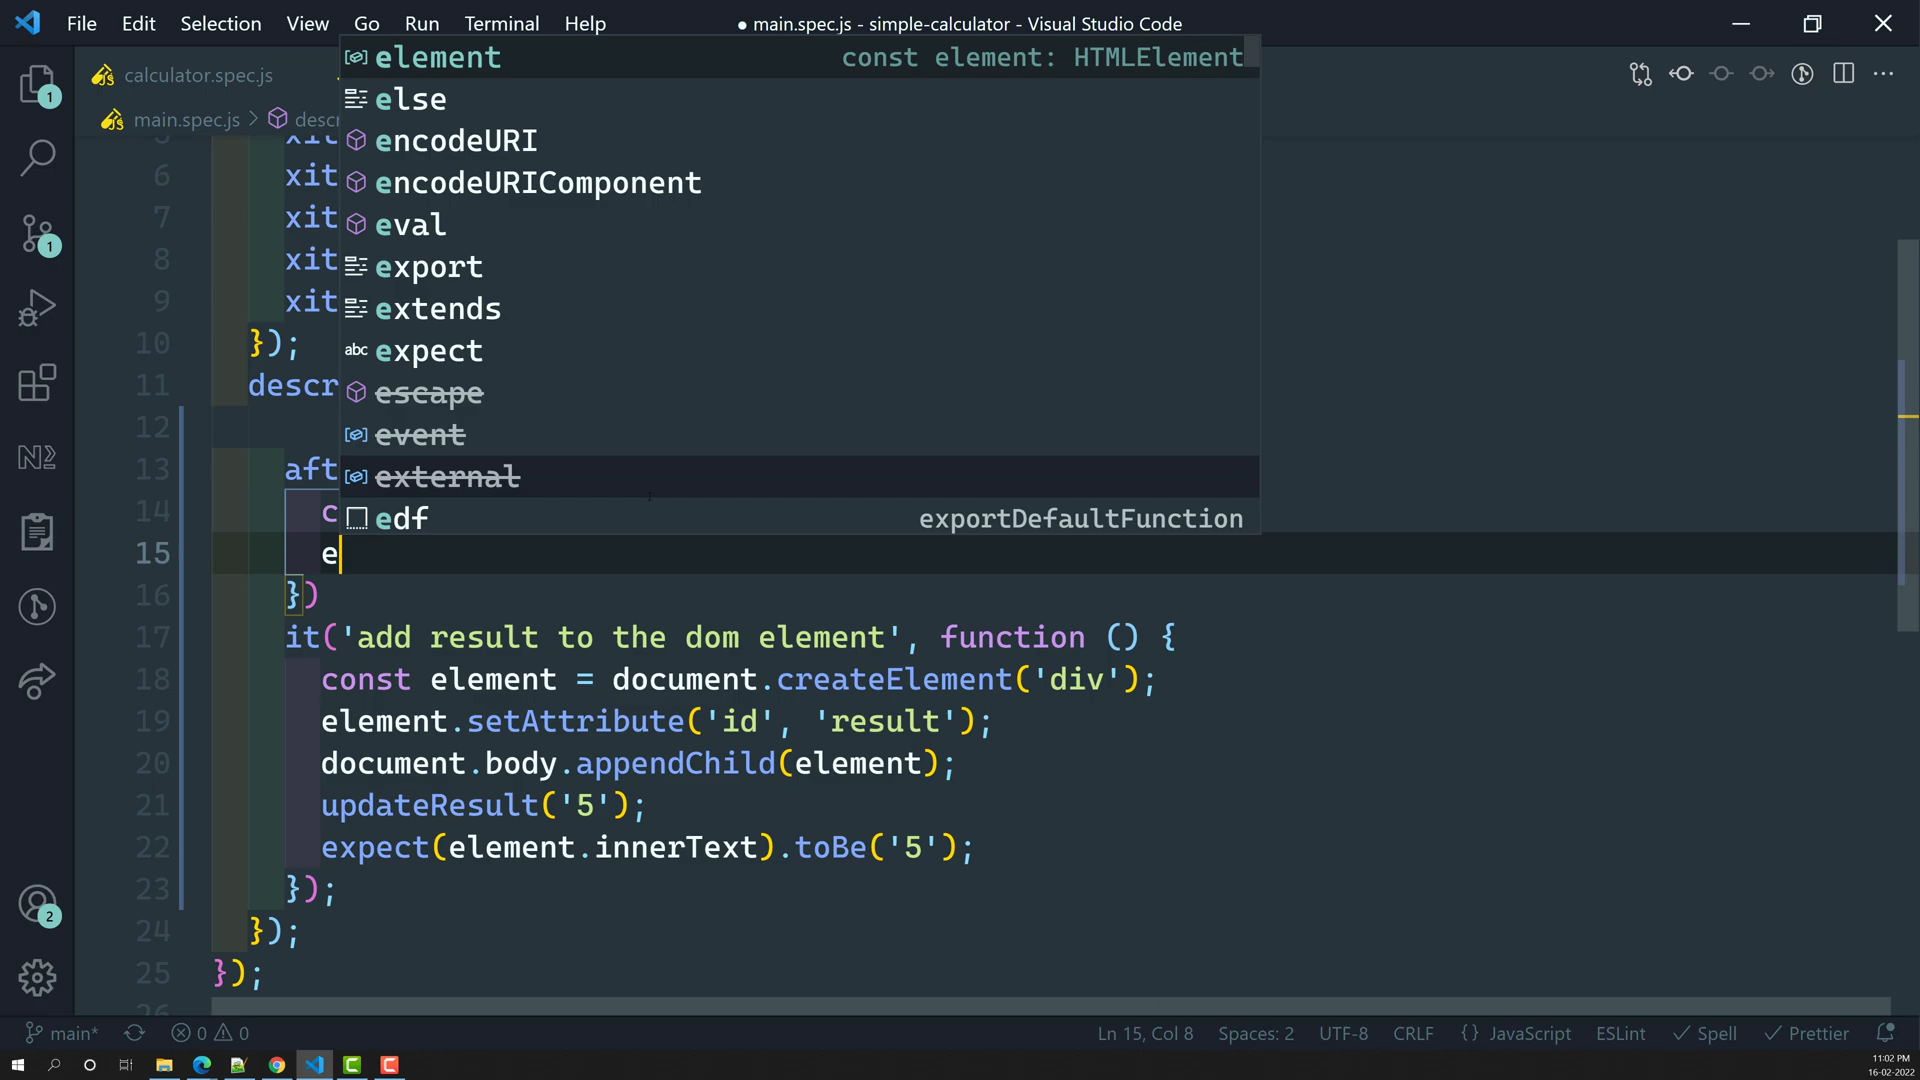 File Edit Selection View Go Run Terminal Help
● main.spec.js - simple-calculator - Visual Studio Code
calculator.spec.js
main.spec.js > descr
element const element: HTMLElement
else
encodeURI
encodeURIComponent
eval
export
extends
abc expect
escape
event
external
edf exportDefaultFunction
1
1
2
5 xit
6 xit
7 xit
8 xit
9 xit
10 });
11 descr
12
13 aft
14 c
15 e
16 })
17 it('add result to the dom element', function () {
18 const element = document.createElement('div');
19 element.setAttribute('id', 'result');
20 document.body.appendChild(element);
21 updateResult('5');
22 expect(element.innerText).toBe('5');
23 });
24 });
25 });
26
main* 0 0 Ln 15, Col 8 Spaces: 2 UTF-8 CRLF {} JavaScript ESLint ✓ Spell ✓ Prettier
11:02 PM
16-02-2022